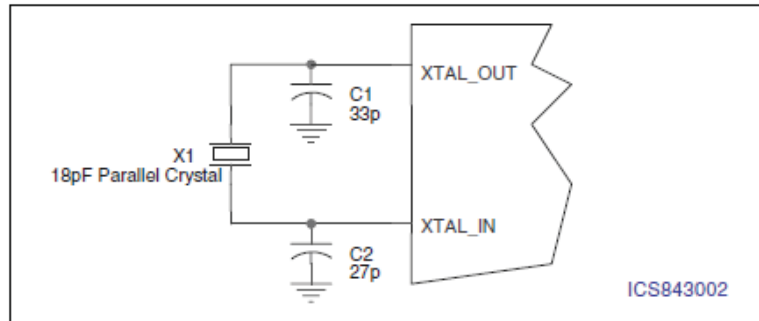 XTAL_OUT
C1
33p
X1
18pF Parallel Crystal
XTAL_IN
C2
27p
ICS843002